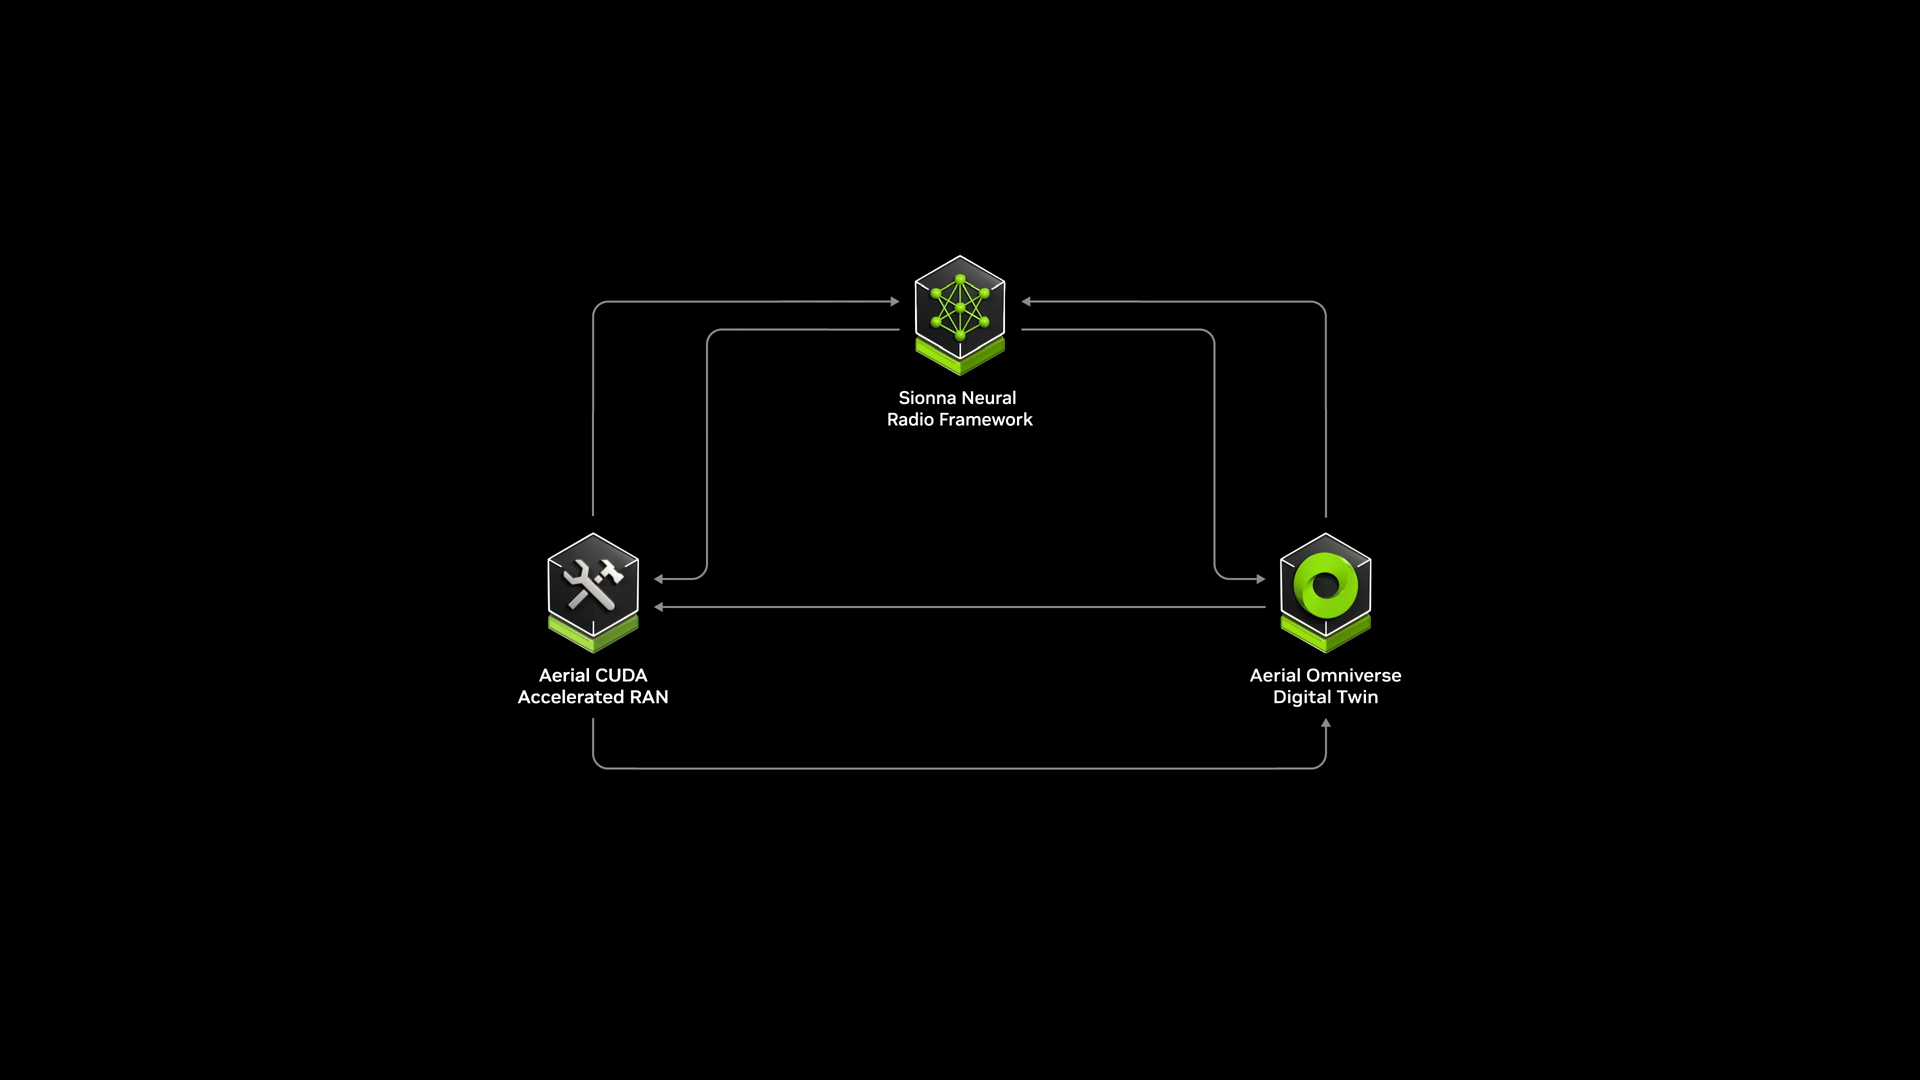 Sionna Neural
Radio Framework
Aerial CUDA
Accelerated RAN
Aerial Omniverse
Digital Twin